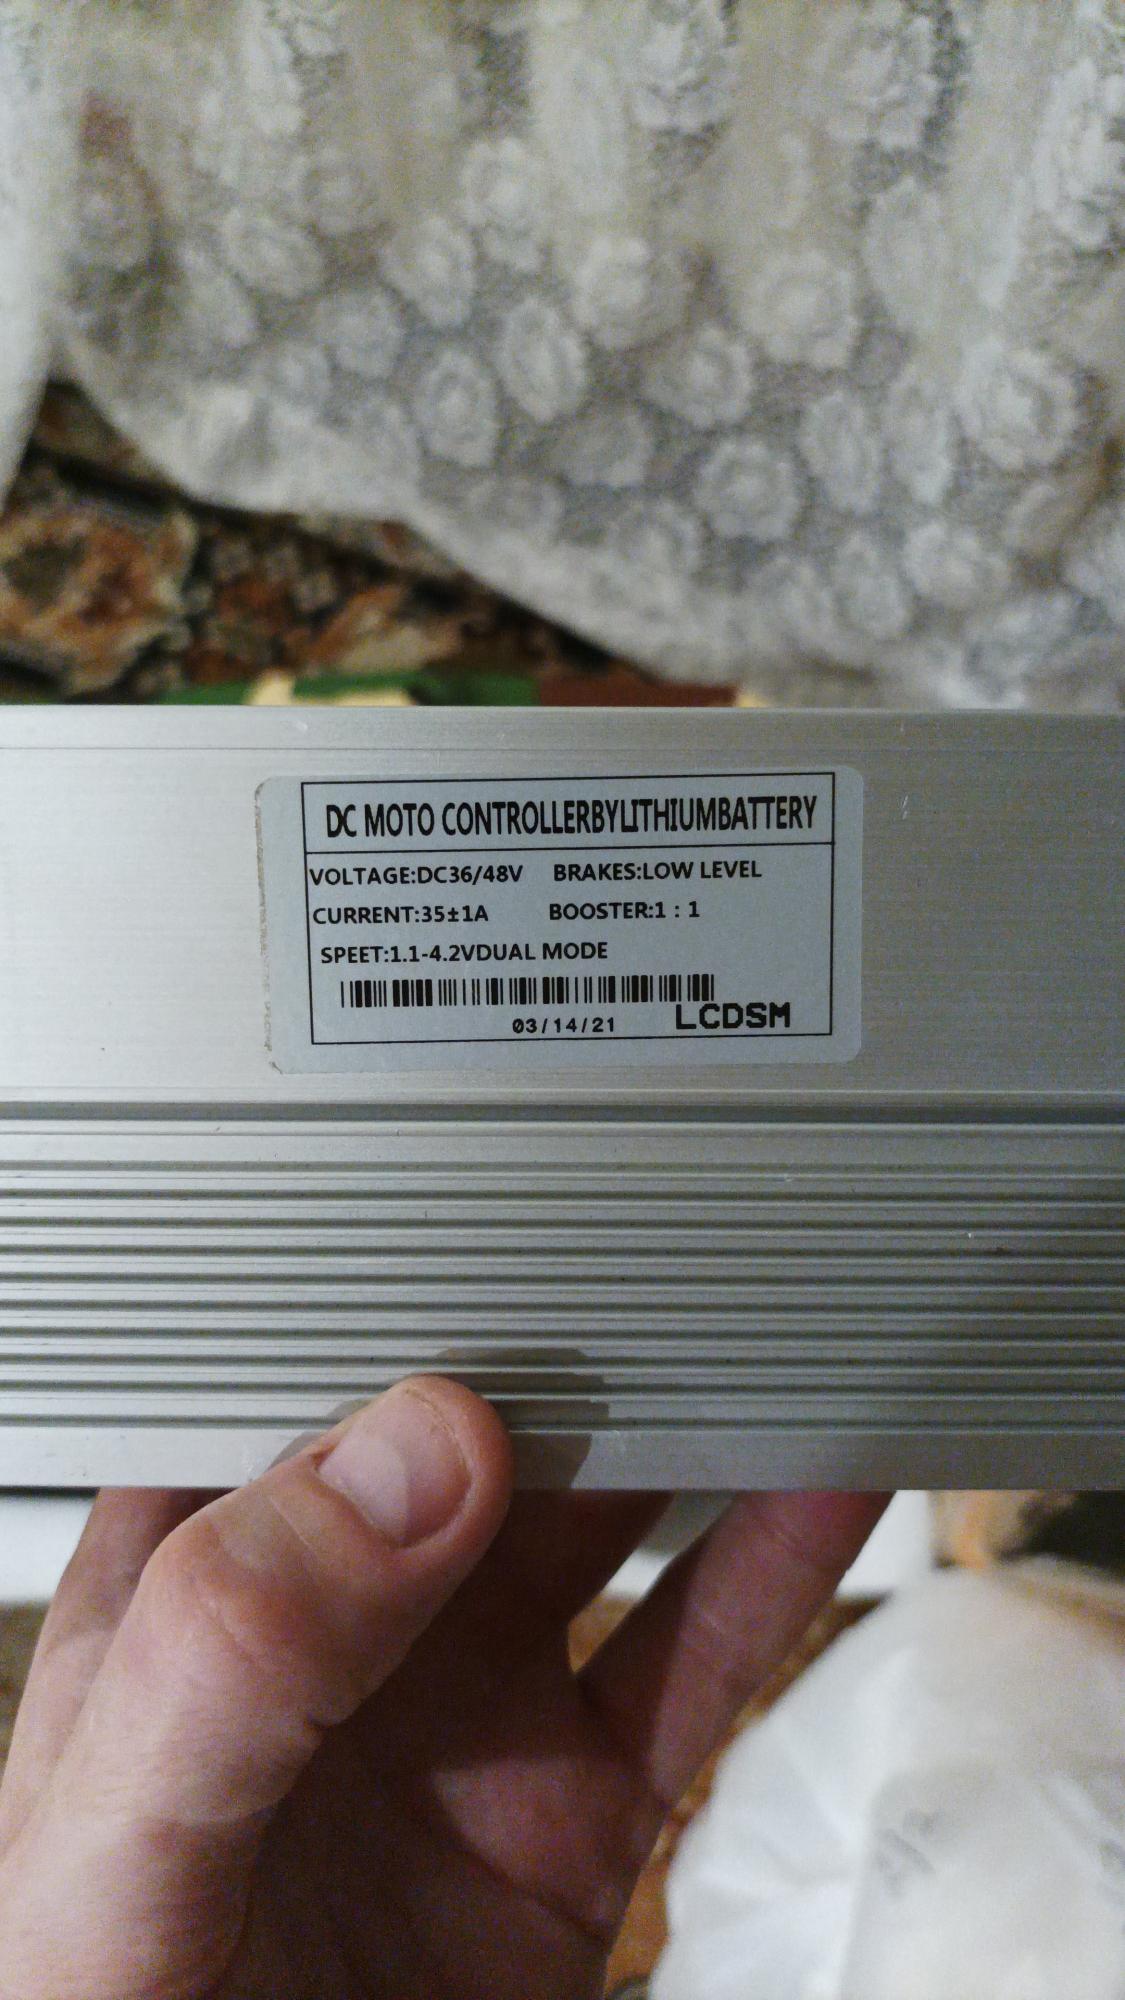 DC MOTO CONTROLLERBYLITHIUMBATTERY
VOLTAGE:DC36/48V BRAKES:LOW LEVEL
CURRENT:35±1A BOOSTER:1 : 1
SPEET:1.1-4.2VDUAL MODE
03/14/21 LCDSM